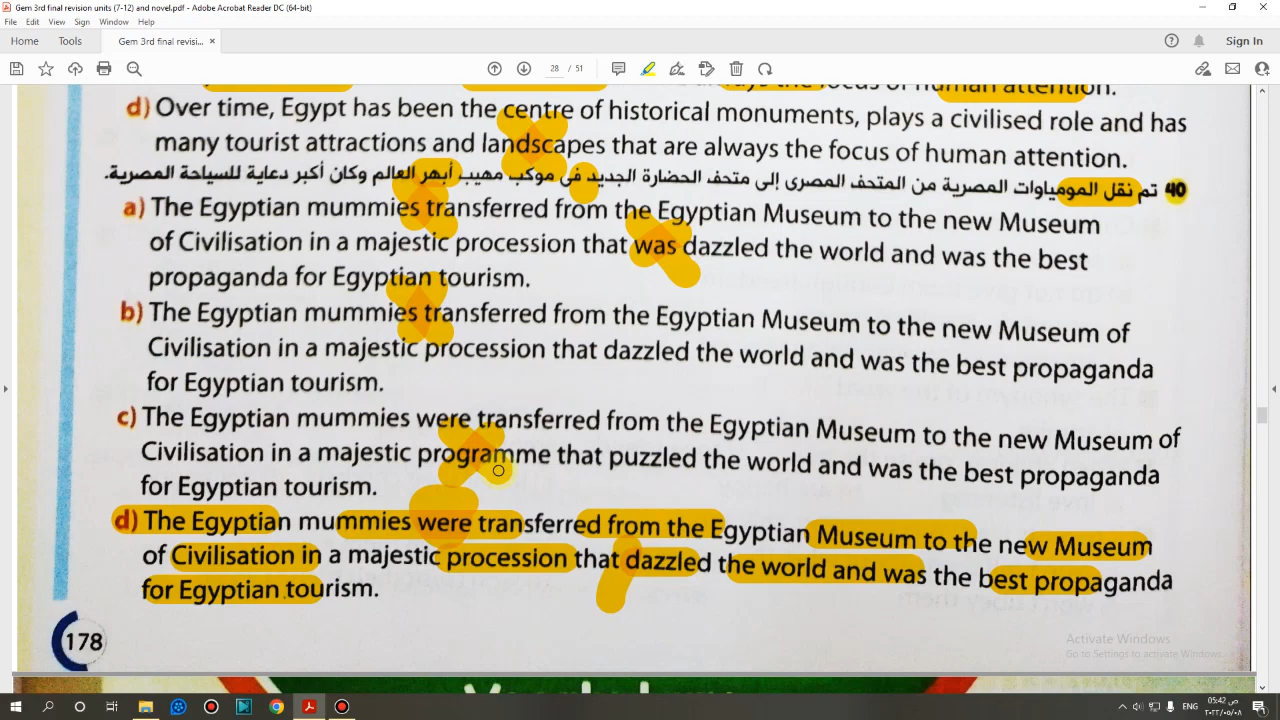 Gem 3rd final revision units (7-12) and novel.pdf - Adobe Acrobat Reader DC (64-bit)
File Edit View Sign Window Help
Home Tools Gem 3rd final revisi... × Sign In
28 / 51
always the focus of human attention.
d) Over time, Egypt has been the centre of historical monuments, plays a civilised role and has
many tourist attractions and landscapes that are always the focus of human attention.
40 تم نقل المومياوات المصرية من المتحف المصرى إلى متحف الحضارة الجديد فى موكب مهيب أبهر العالم وكان أكبر دعاية للسياحة المصرية.
a) The Egyptian mummies transferred from the Egyptian Museum to the new Museum
of Civilisation in a majestic procession that was dazzled the world and was the best
propaganda for Egyptian tourism.
b) The Egyptian mummies transferred from the Egyptian Museum to the new Museum of
Civilisation in a majestic procession that dazzled the world and was the best propaganda
for Egyptian tourism.
c) The Egyptian mummies were transferred from the Egyptian Museum to the new Museum of
Civilisation in a majestic programme that puzzled the world and was the best propaganda
for Egyptian tourism.
d) The Egyptian mummies were transferred from the Egyptian Museum to the new Museum
of Civilisation in a majestic procession that dazzled the world and was the best propaganda
for Egyptian tourism.
178
Activate Windows
Go to Settings to activate Windows.
ENG
05:42 ص
٢٠٢٢/٠٥/٠٨